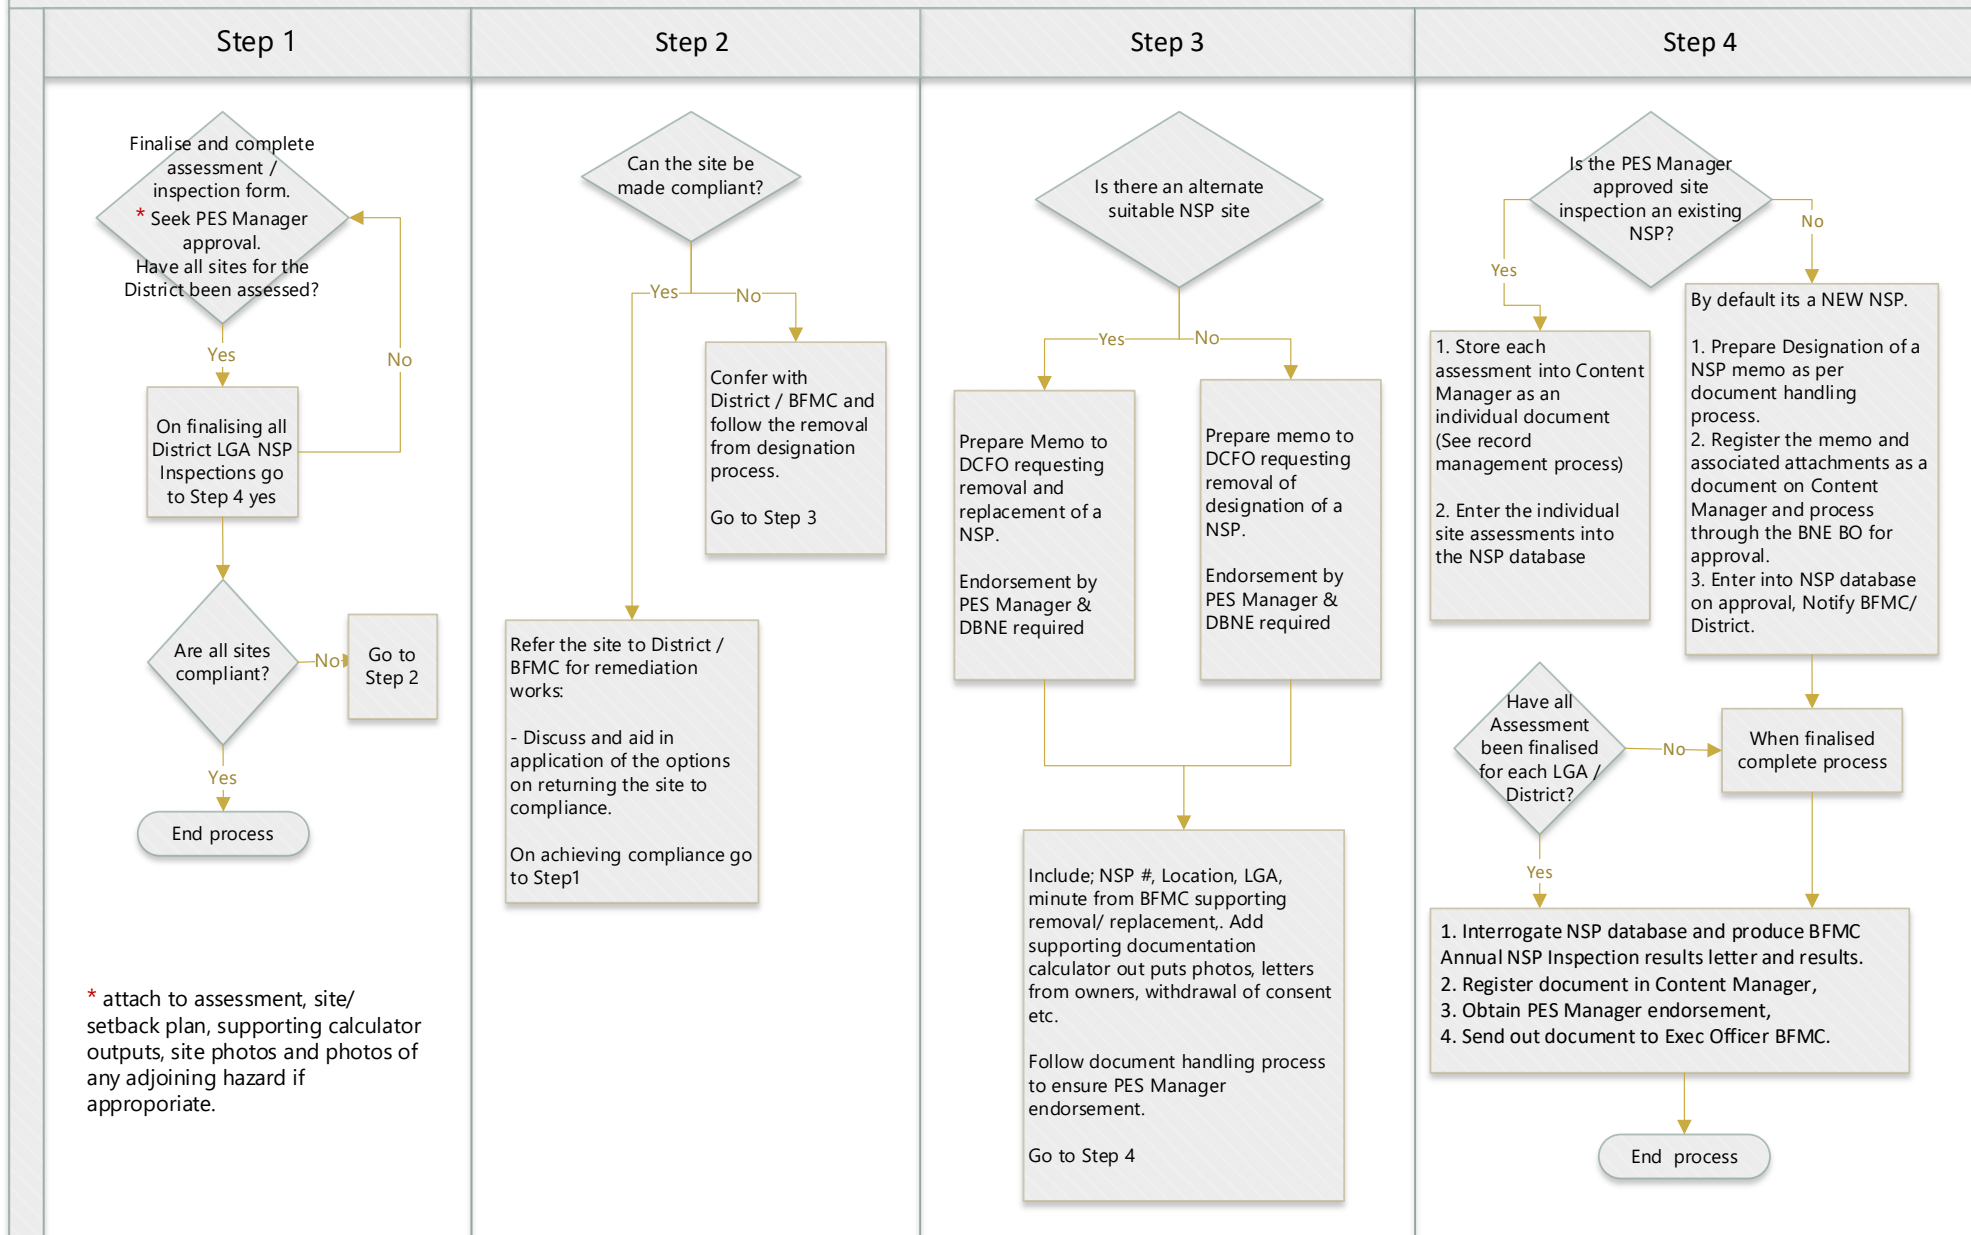 Step 1
Step 2
Step 3
Step 4
Finalise and complete
assessment /
inspection form.
* Seek PES Manager
approval.
Have all sites for the
District been assessed?
Yes
No
On finalising all
District LGA NSP
Inspections go
to Step 4 yes
Are all sites
compliant?
No
Go to
Step 2
Yes
End process
* attach to assessment, site/
setback plan, supporting calculator
outputs, site photos and photos of
any adjoining hazard if
approporiate.
Can the site be
made compliant?
Yes
No
Confer with
District / BFMC and
follow the removal
from designation
process.
Go to Step 3
Refer the site to District /
BFMC for remediation
works:
- Discuss and aid in
application of the options
on returning the site to
compliance.
On achieving compliance go
to Step1
Is there an alternate
suitable NSP site
Yes
No
Prepare Memo to
DCFO requesting
removal and
replacement of a
NSP.
Endorsement by
PES Manager &
DBNE required
Prepare memo to
DCFO requesting
removal of
designation of a
NSP.
Endorsement by
PES Manager &
DBNE required
Include; NSP #, Location, LGA,
minute from BFMC supporting
removal/ replacement,. Add
supporting documentation
calculator out puts photos, letters
from owners, withdrawal of consent
etc.
Follow document handling process
to ensure PES Manager
endorsement.
Go to Step 4
Is the PES Manager
approved site
inspection an existing
NSP?
Yes
No
1. Store each
assessment into Content
Manager as an
individual document
(See record
management process)
2. Enter the individual
site assessments into
the NSP database
By default its a NEW NSP.
1. Prepare Designation of a
NSP memo as per
document handling
process.
2. Register the memo and
associated attachments as a
document on Content
Manager and process
through the BNE BO for
approval.
3. Enter into NSP database
on approval, Notify BFMC/
District.
Have all
Assessment
been finalised
for each LGA /
District?
No
When finalised
complete process
Yes
1. Interrogate NSP database and produce BFMC
Annual NSP Inspection results letter and results.
2. Register document in Content Manager,
3. Obtain PES Manager endorsement,
4. Send out document to Exec Officer BFMC.
End process